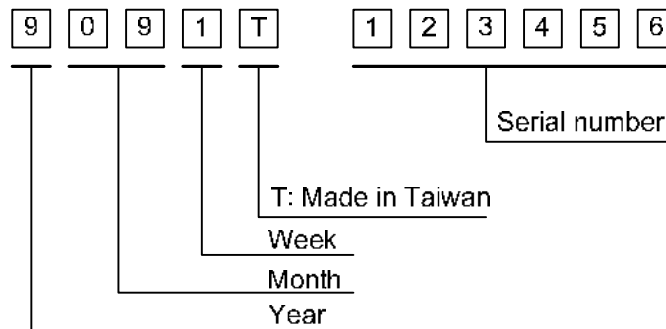 9 0 9 1 T 1 2 3 4 5 6
Serial number
T: Made in Taiwan
Week
Month
Year